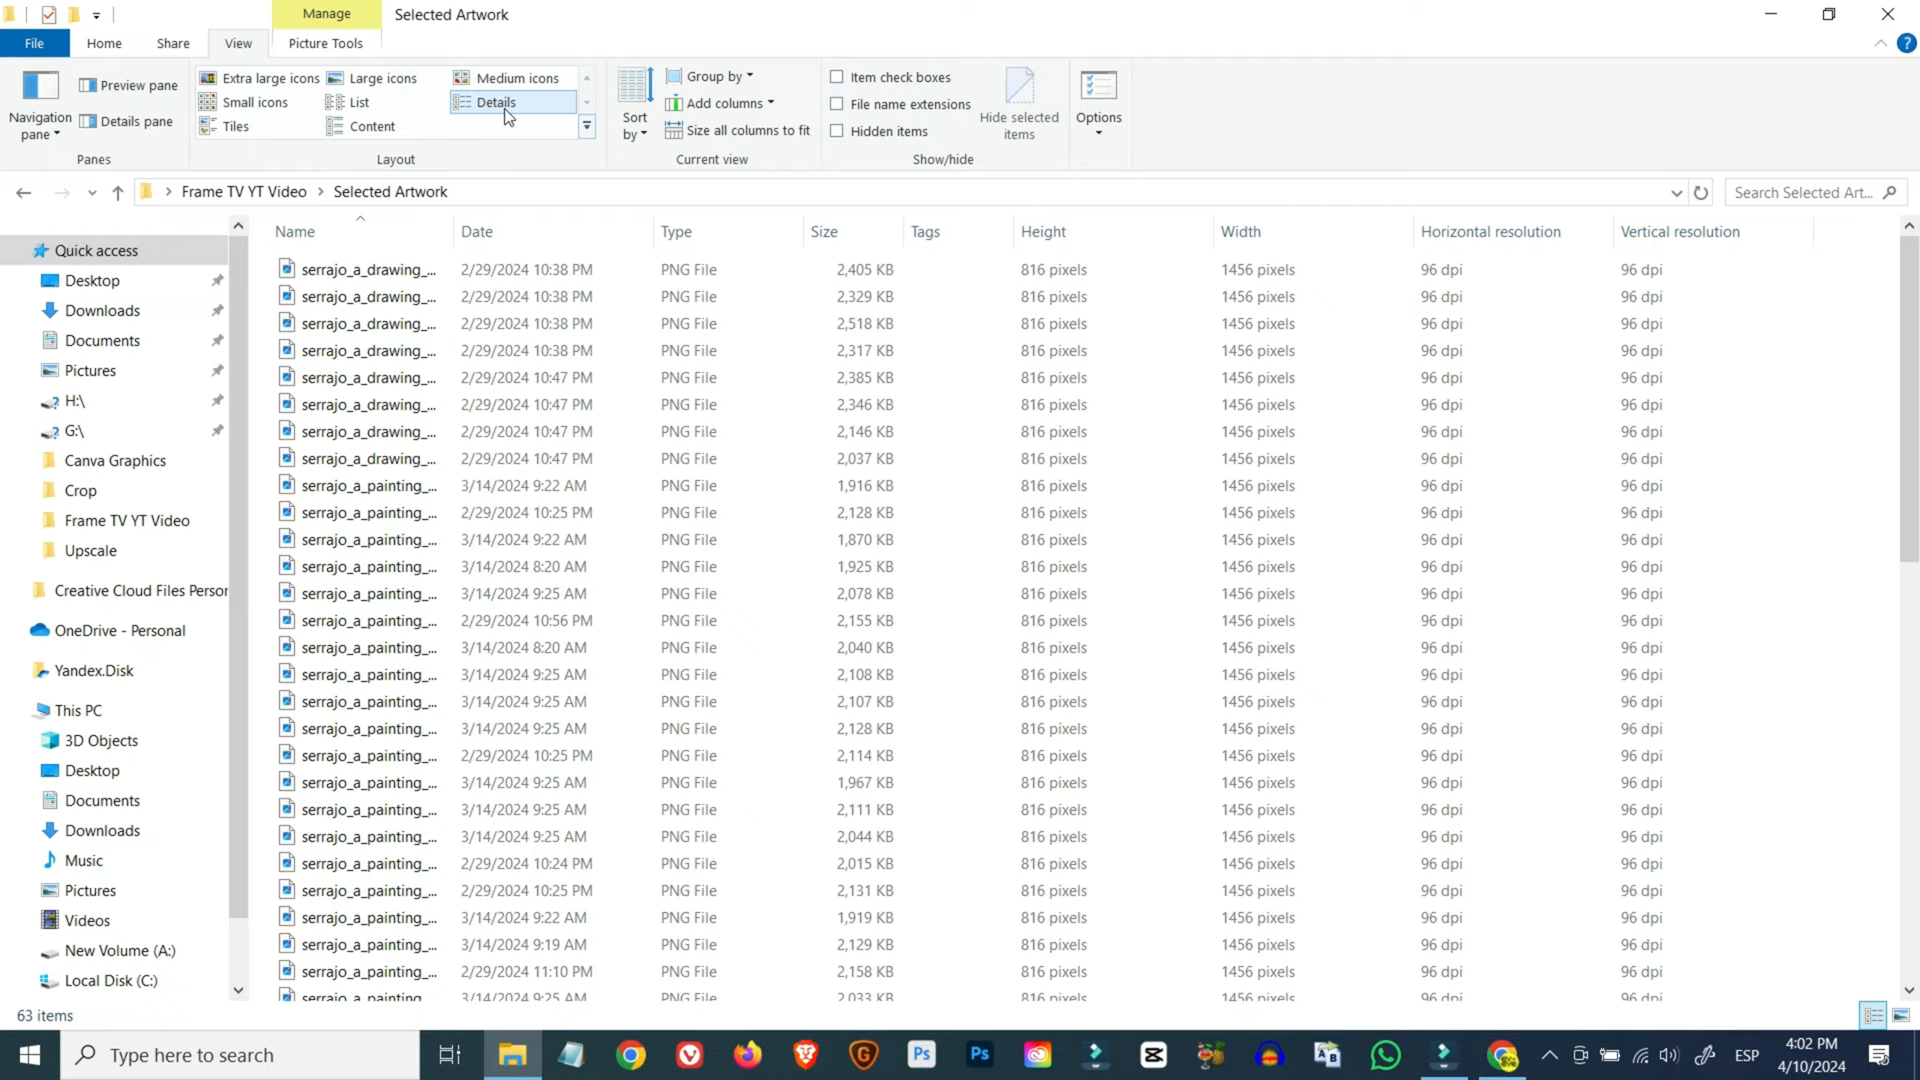 Manage
Selected Artwork
File
Home
Share
View
Picture Tools
Navigation pane
Preview pane
Details pane
Panes
Extra large icons
Large icons
Medium icons
Small icons
List
Details
Tiles
Content
Layout
Sort by
Group by
Add columns
Size all columns to fit
Current view
Item check boxes
File name extensions
Hidden items
Hide selected items
Show/hide
Options
Frame TV YT Video > Selected Artwork
Search Selected Art...
Quick access
Desktop
Downloads
Documents
Pictures
H:\
G:\
Canva Graphics
Crop
Frame TV YT Video
Upscale
Creative Cloud Files Person
OneDrive - Personal
Yandex.Disk
This PC
3D Objects
Desktop
Documents
Downloads
Music
Pictures
Videos
New Volume (A:)
Local Disk (C:)
Name Date Type Size Tags Height Width Horizontal resolution Vertical resolution
serrajo_a_drawing_... 2/29/2024 10:38 PM PNG File 2,405 KB 816 pixels 1456 pixels 96 dpi 96 dpi
serrajo_a_drawing_... 2/29/2024 10:38 PM PNG File 2,329 KB 816 pixels 1456 pixels 96 dpi 96 dpi
serrajo_a_drawing_... 2/29/2024 10:38 PM PNG File 2,518 KB 816 pixels 1456 pixels 96 dpi 96 dpi
serrajo_a_drawing_... 2/29/2024 10:38 PM PNG File 2,317 KB 816 pixels 1456 pixels 96 dpi 96 dpi
serrajo_a_drawing_... 2/29/2024 10:47 PM PNG File 2,385 KB 816 pixels 1456 pixels 96 dpi 96 dpi
serrajo_a_drawing_... 2/29/2024 10:47 PM PNG File 2,346 KB 816 pixels 1456 pixels 96 dpi 96 dpi
serrajo_a_drawing_... 2/29/2024 10:47 PM PNG File 2,146 KB 816 pixels 1456 pixels 96 dpi 96 dpi
serrajo_a_drawing_... 2/29/2024 10:47 PM PNG File 2,037 KB 816 pixels 1456 pixels 96 dpi 96 dpi
serrajo_a_painting_... 3/14/2024 9:22 AM PNG File 1,916 KB 816 pixels 1456 pixels 96 dpi 96 dpi
serrajo_a_painting_... 2/29/2024 10:25 PM PNG File 2,128 KB 816 pixels 1456 pixels 96 dpi 96 dpi
serrajo_a_painting_... 3/14/2024 9:22 AM PNG File 1,870 KB 816 pixels 1456 pixels 96 dpi 96 dpi
serrajo_a_painting_... 3/14/2024 8:20 AM PNG File 1,925 KB 816 pixels 1456 pixels 96 dpi 96 dpi
serrajo_a_painting_... 3/14/2024 9:25 AM PNG File 2,078 KB 816 pixels 1456 pixels 96 dpi 96 dpi
serrajo_a_painting_... 2/29/2024 10:56 PM PNG File 2,155 KB 816 pixels 1456 pixels 96 dpi 96 dpi
serrajo_a_painting_... 3/14/2024 8:20 AM PNG File 2,040 KB 816 pixels 1456 pixels 96 dpi 96 dpi
serrajo_a_painting_... 3/14/2024 9:25 AM PNG File 2,108 KB 816 pixels 1456 pixels 96 dpi 96 dpi
serrajo_a_painting_... 3/14/2024 9:25 AM PNG File 2,107 KB 816 pixels 1456 pixels 96 dpi 96 dpi
serrajo_a_painting_... 3/14/2024 9:25 AM PNG File 2,128 KB 816 pixels 1456 pixels 96 dpi 96 dpi
serrajo_a_painting_... 2/29/2024 10:25 PM PNG File 2,114 KB 816 pixels 1456 pixels 96 dpi 96 dpi
serrajo_a_painting_... 3/14/2024 9:25 AM PNG File 1,967 KB 816 pixels 1456 pixels 96 dpi 96 dpi
serrajo_a_painting_... 3/14/2024 9:25 AM PNG File 2,111 KB 816 pixels 1456 pixels 96 dpi 96 dpi
serrajo_a_painting_... 3/14/2024 9:25 AM PNG File 2,044 KB 816 pixels 1456 pixels 96 dpi 96 dpi
serrajo_a_painting_... 2/29/2024 10:24 PM PNG File 2,015 KB 816 pixels 1456 pixels 96 dpi 96 dpi
serrajo_a_painting_... 2/29/2024 10:25 PM PNG File 2,131 KB 816 pixels 1456 pixels 96 dpi 96 dpi
serrajo_a_painting_... 3/14/2024 9:22 AM PNG File 1,919 KB 816 pixels 1456 pixels 96 dpi 96 dpi
serrajo_a_painting_... 3/14/2024 9:19 AM PNG File 2,129 KB 816 pixels 1456 pixels 96 dpi 96 dpi
serrajo_a_painting_... 2/29/2024 11:10 PM PNG File 2,158 KB 816 pixels 1456 pixels 96 dpi 96 dpi
serrajo_a_painting 3/14/2024 9:25 AM PNG File 2,033 KB 816 pixels 1456 pixels 96 dpi 96 dpi
63 items
Type here to search
Ps
Ps
ESP
4:02 PM
4/10/2024